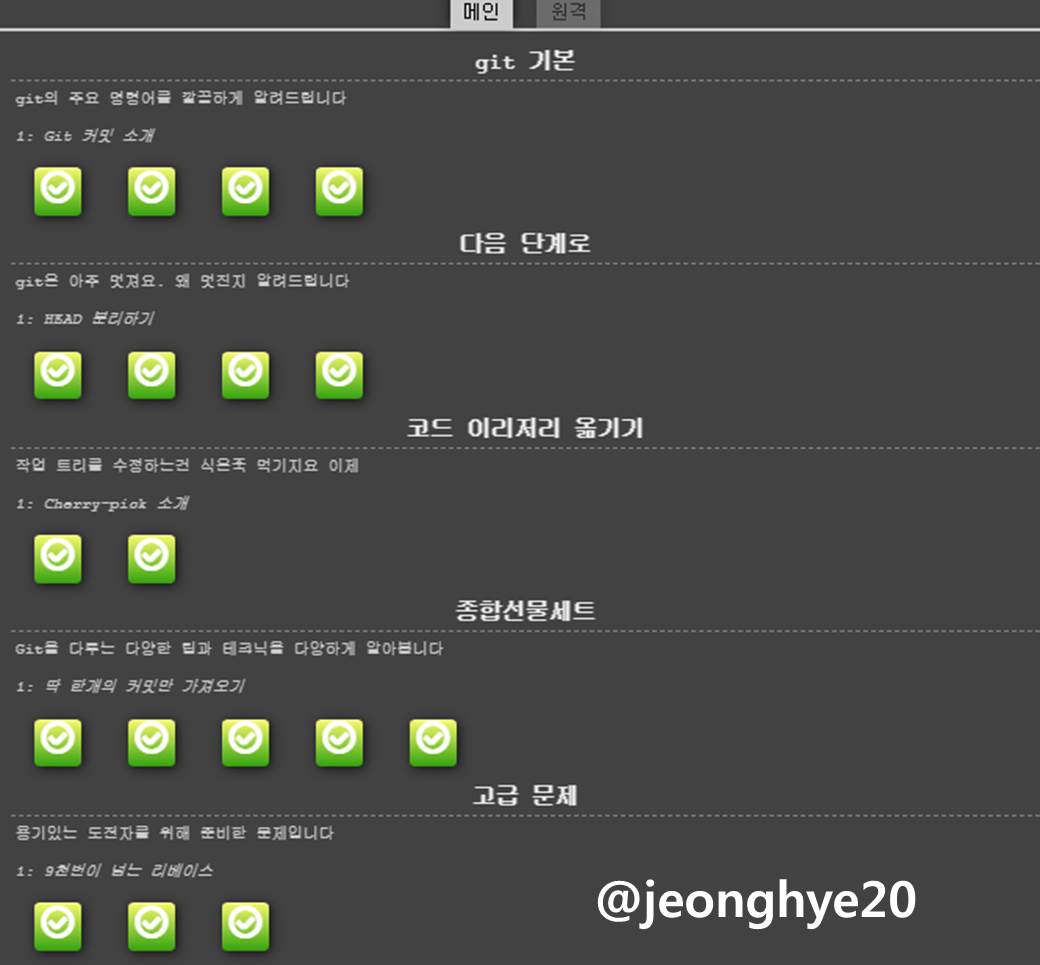 메인 원격
git 기본
git의 주요 명령어를 깔끔하게 알려드립니다
1: Git 커밋 소개
다음 단계로
git은 아주 멋져요. 왜 멋진지 알려드립니다
1: HEAD 분리하기
코드 이리저리 옮기기
작업 트리를 수정하는건 식은죽 먹기지요 이제
1: Cherry-pick 소개
종합선물세트
Git을 다루는 다양한 팁과 테크닉을 다양하게 알아봅니다
1: 딱 한개의 커밋만 가져오기
고급 문제
용기있는 도전자를 위해 준비한 문제입니다
1: 9천번이 넘는 리베이스
@jeonghye20